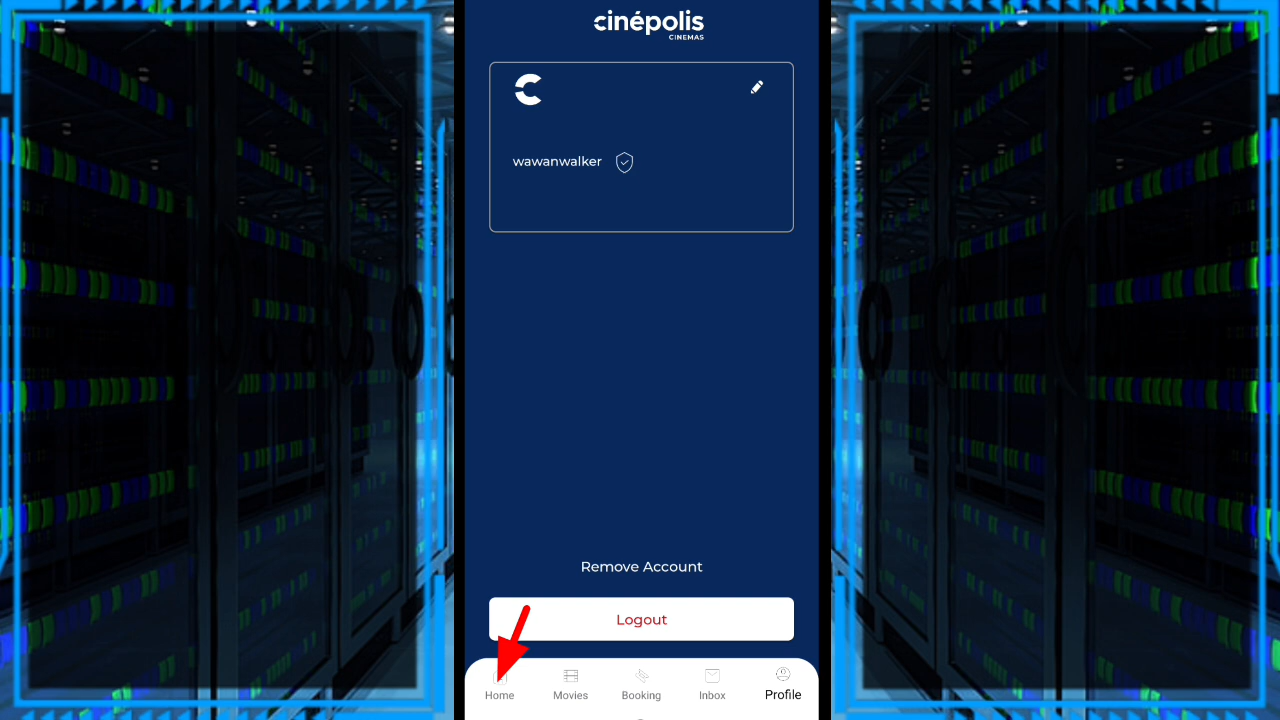 cinépolis
CINEMAS
wawanwalker
Remove Account
Logout
Home
Movies
Booking
Inbox
Profile